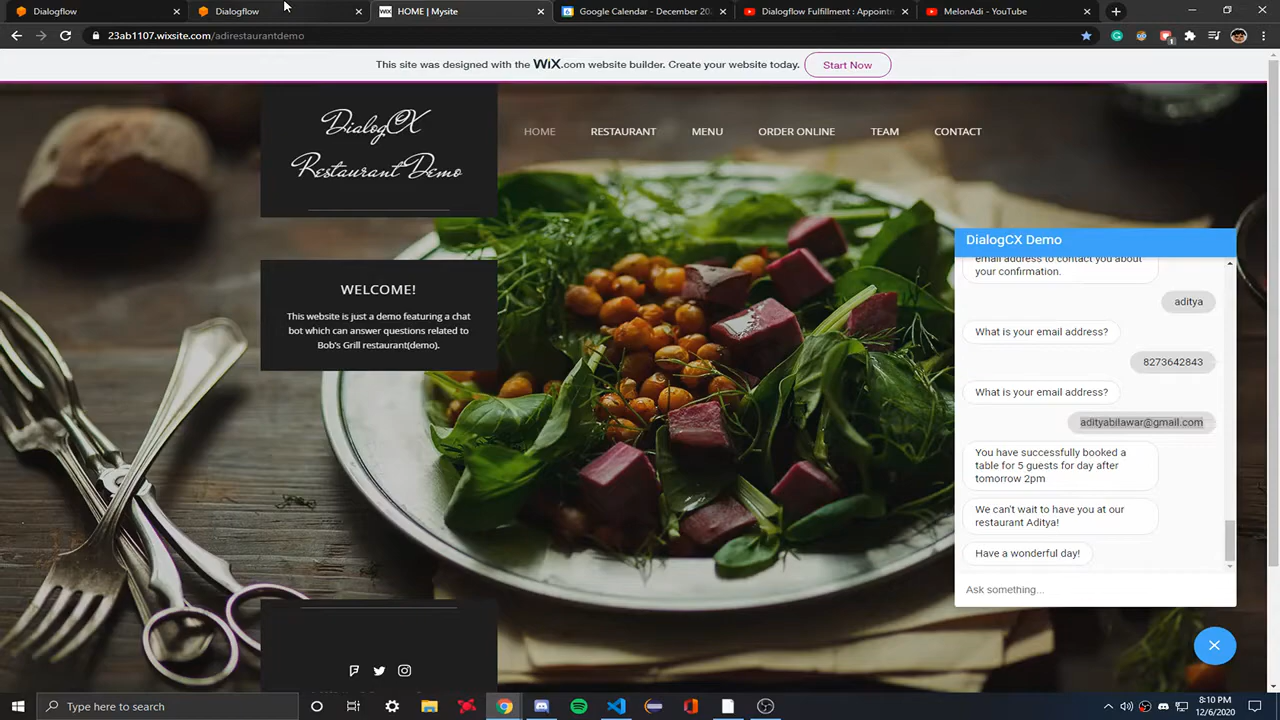 Dialogflow
Dialogflow
HOME | Mysite
Google Calendar - December 20
Dialogflow Fulfillment : Appoint
MelonAdi - YouTube
23ab1107.wixsite.com/adirestaurantdemo
This site was designed with the WiX.com website builder. Create your website today.
Start Now
DialogCX
Restaurant Demo
HOME
RESTAURANT
MENU
ORDER ONLINE
TEAM
CONTACT
WELCOME!
This website is just a demo featuring a chat
bot which can answer questions related to
Bob's Grill restaurant(demo).
DialogCX Demo
email address to contact you about
your confirmation.
aditya
What is your email address?
8273642843
What is your email address?
adityabilawar@gmail.com
You have successfully booked a
table for 5 guests for day after
tomorrow 2pm
We can't wait to have you at our
restaurant Aditya!
Have a wonderful day!
Ask something...
Type here to search
8:10 PM
12/6/2020